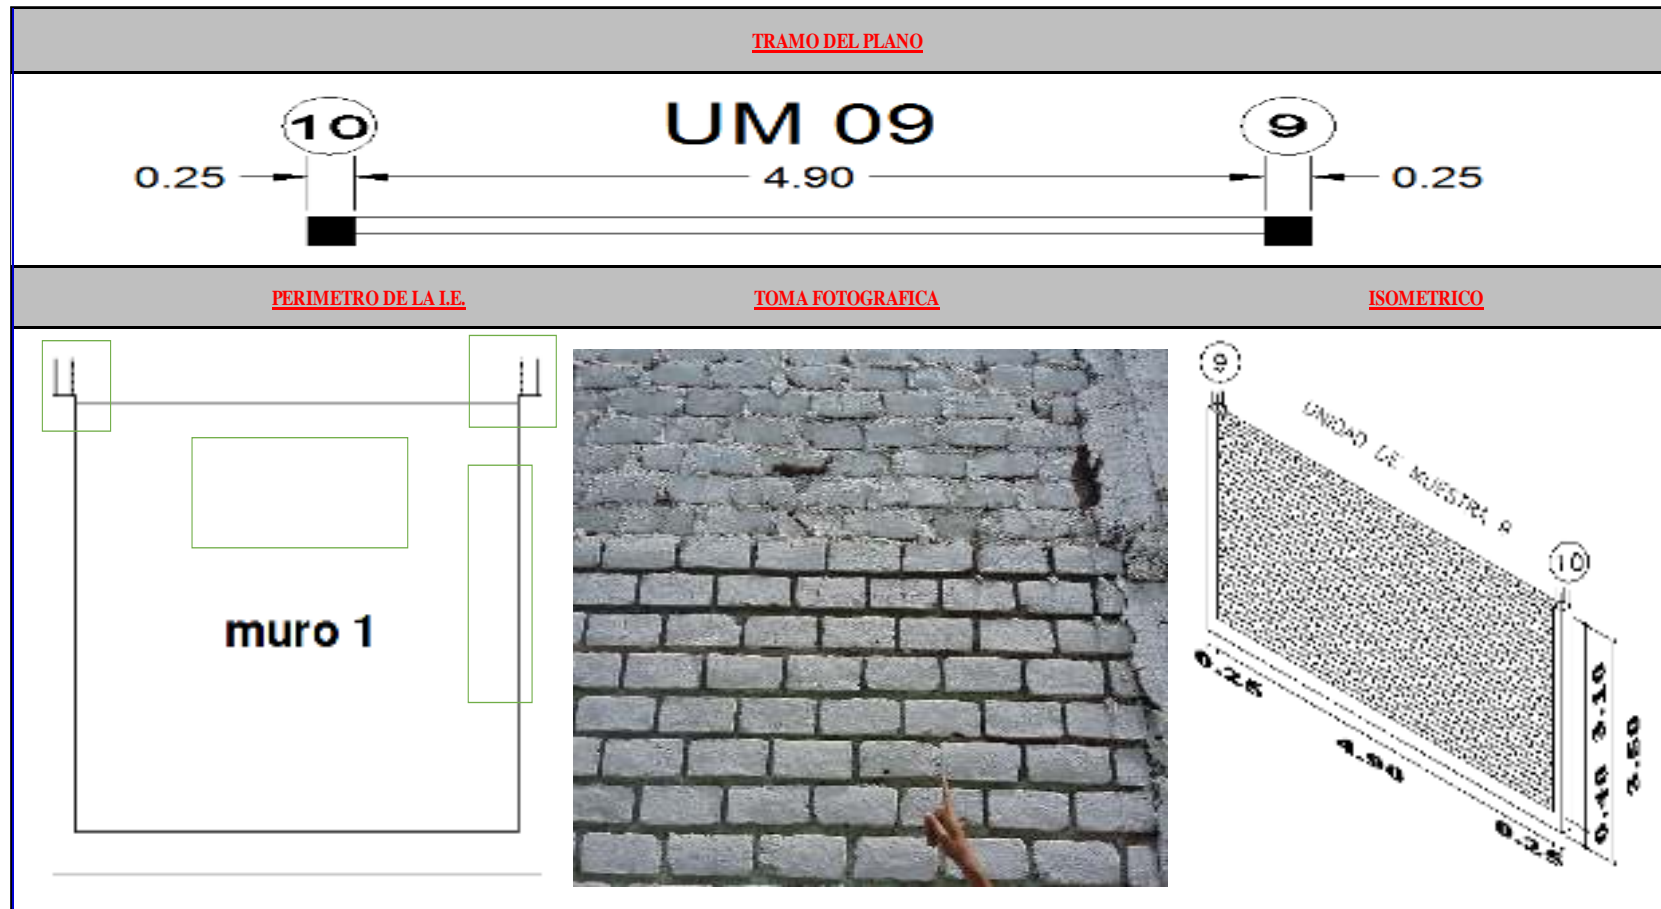 TRAMO DEL PLANO
10 UM 09 9
0.25 4.90 0.25
PERIMETRO DE LA I.E. TOMA FOTOGRAFICA ISOMETRICO
9
UNIDAD DE MUESTRA
10
muro 1
0.25
4.90
0.25
0.40 3.10
3.50